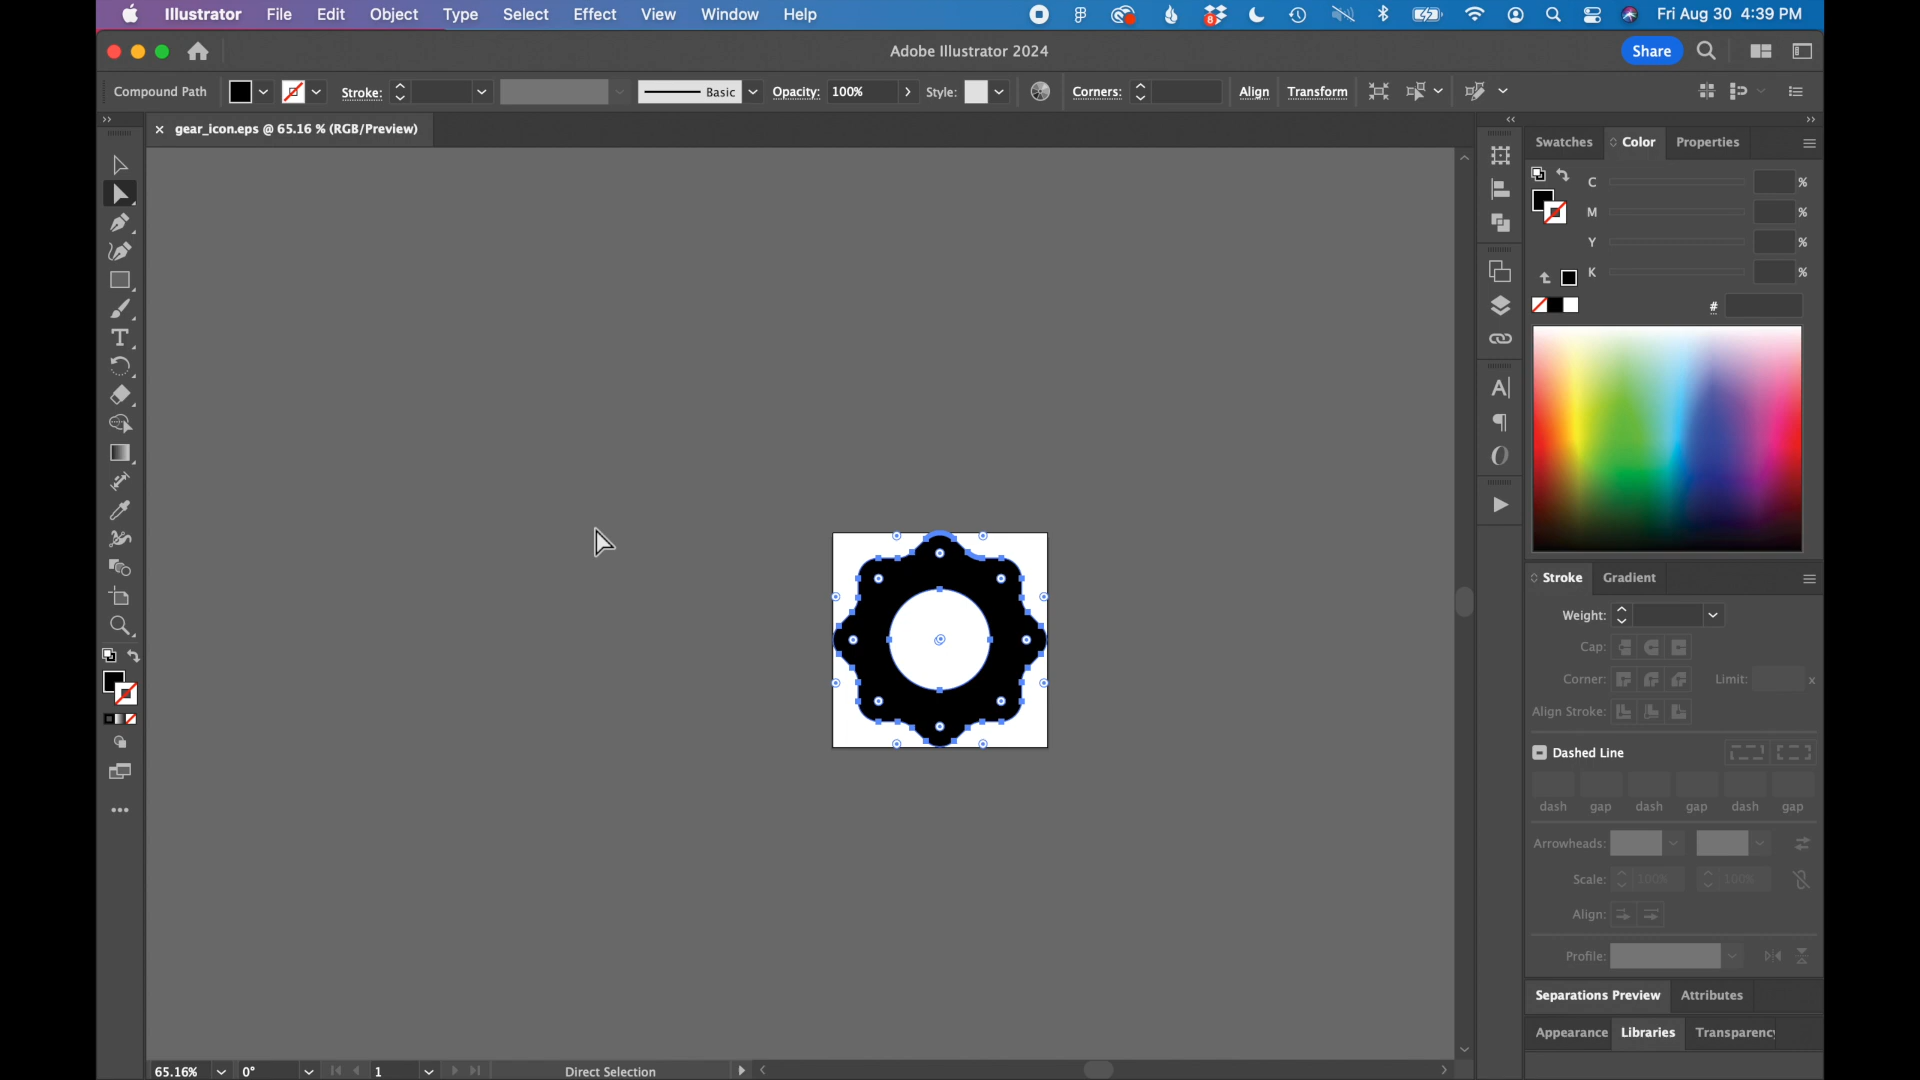 Illustrator File Edit Object Type Select Effect View Window Help 8 Fri Aug 30 4:39 PM
Adobe Illustrator 2024 Share
Compound Path Stroke: Basic Opacity: 100% Style: Corners: Align Transform
× gear_icon.eps @ 65.16 % (RGB/Preview)
Swatches Color Properties
C %
M %
Y %
K %
#
Stroke Gradient
Weight:
Cap:
Corner: Limit: x
Align Stroke:
Dashed Line
dash gap dash gap dash gap
Arrowheads:
Scale: 100% 100%
Align:
Profile:
Separations Preview Attributes
Appearance Libraries Transparency
65.16% 0° 1 Direct Selection